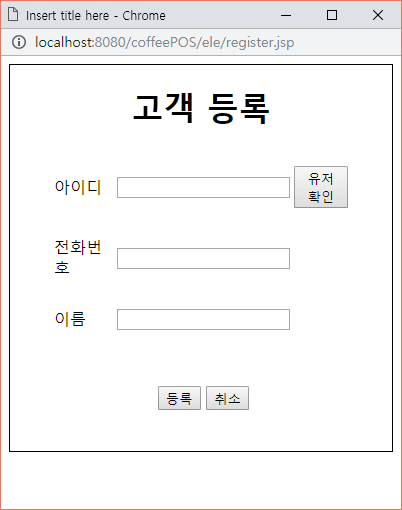 Insert title here - Chrome
localhost:8080/coffeePOS/ele/register.jsp
고객 등록
아이디
유저
확인
전화번
호
이름
등록 취소